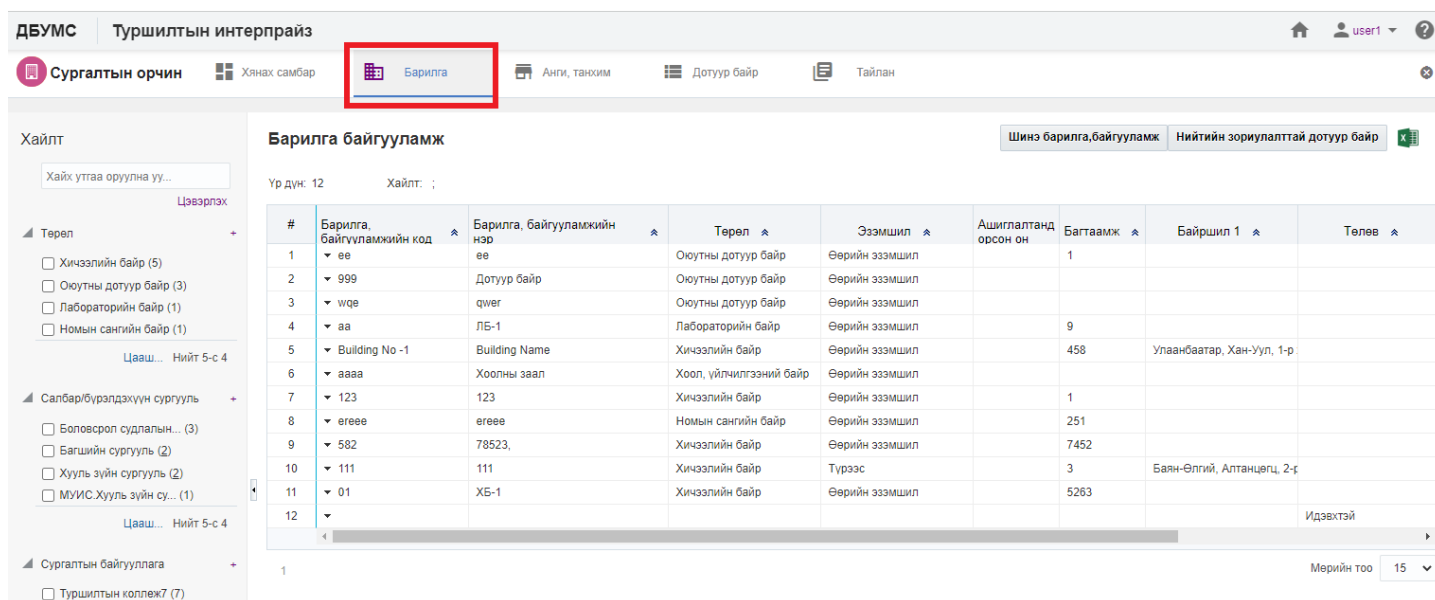 ДБУМС Туршилтын интерпрайз user1
Сургалтын орчин Хянах самбар Барилга Анги, танхим Дотуур байр Тайлан
Хайлт
Хайх утгаа оруулна уу...
Цэвэрлэх
Төрөл +
Хичээлийн байр (5)
Оюутны дотуур байр (3)
Лабораторийн байр (1)
Номын сангийн байр (1)
Цааш... Нийт 5-с 4
Салбар/бүрэлдэхүүн сургууль +
Боловсрол судлалын... (3)
Багшийн сургууль (2)
Хууль зүйн сургууль (2)
МУИС.Хууль зүйн су... (1)
Цааш... Нийт 5-с 4
Сургалтын байгууллага +
Туршилтын коллеж7 (7)
Барилга байгууламж
Шинэ барилга,байгууламж Нийтийн зориулалттай дотуур байр
Үр дүн: 12 Хайлт: ;
# Барилга, байгууламжийн код Барилга, байгууламжийн нэр Төрөл Эзэмшил Ашиглалтанд орсон он Багтаамж Байршил 1 Төлөв
1 ee ee Оюутны дотуур байр Өөрийн эзэмшил 1
2 999 Дотуур байр Оюутны дотуур байр Өөрийн эзэмшил
3 wqe qwer Оюутны дотуур байр Өөрийн эзэмшил
4 aa ЛБ-1 Лабораторийн байр Өөрийн эзэмшил 9
5 Building No -1 Building Name Хичээлийн байр Өөрийн эзэмшил 458 Улаанбаатар, Хан-Уул, 1-р
6 aaaa Хоолны заал Хоол, үйлчилгээний байр Өөрийн эзэмшил
7 123 123 Хичээлийн байр Өөрийн эзэмшил 1
8 ereee ereee Номын сангийн байр Өөрийн эзэмшил 251
9 582 78523, Хичээлийн байр Өөрийн эзэмшил 7452
10 111 111 Хичээлийн байр Түрээс 3 Баян-Өлгий, Алтанцөгц, 2-р
11 01 ХБ-1 Хичээлийн байр Өөрийн эзэмшил 5263
12 Идэвхтэй
1 Мөрийн тоо 15